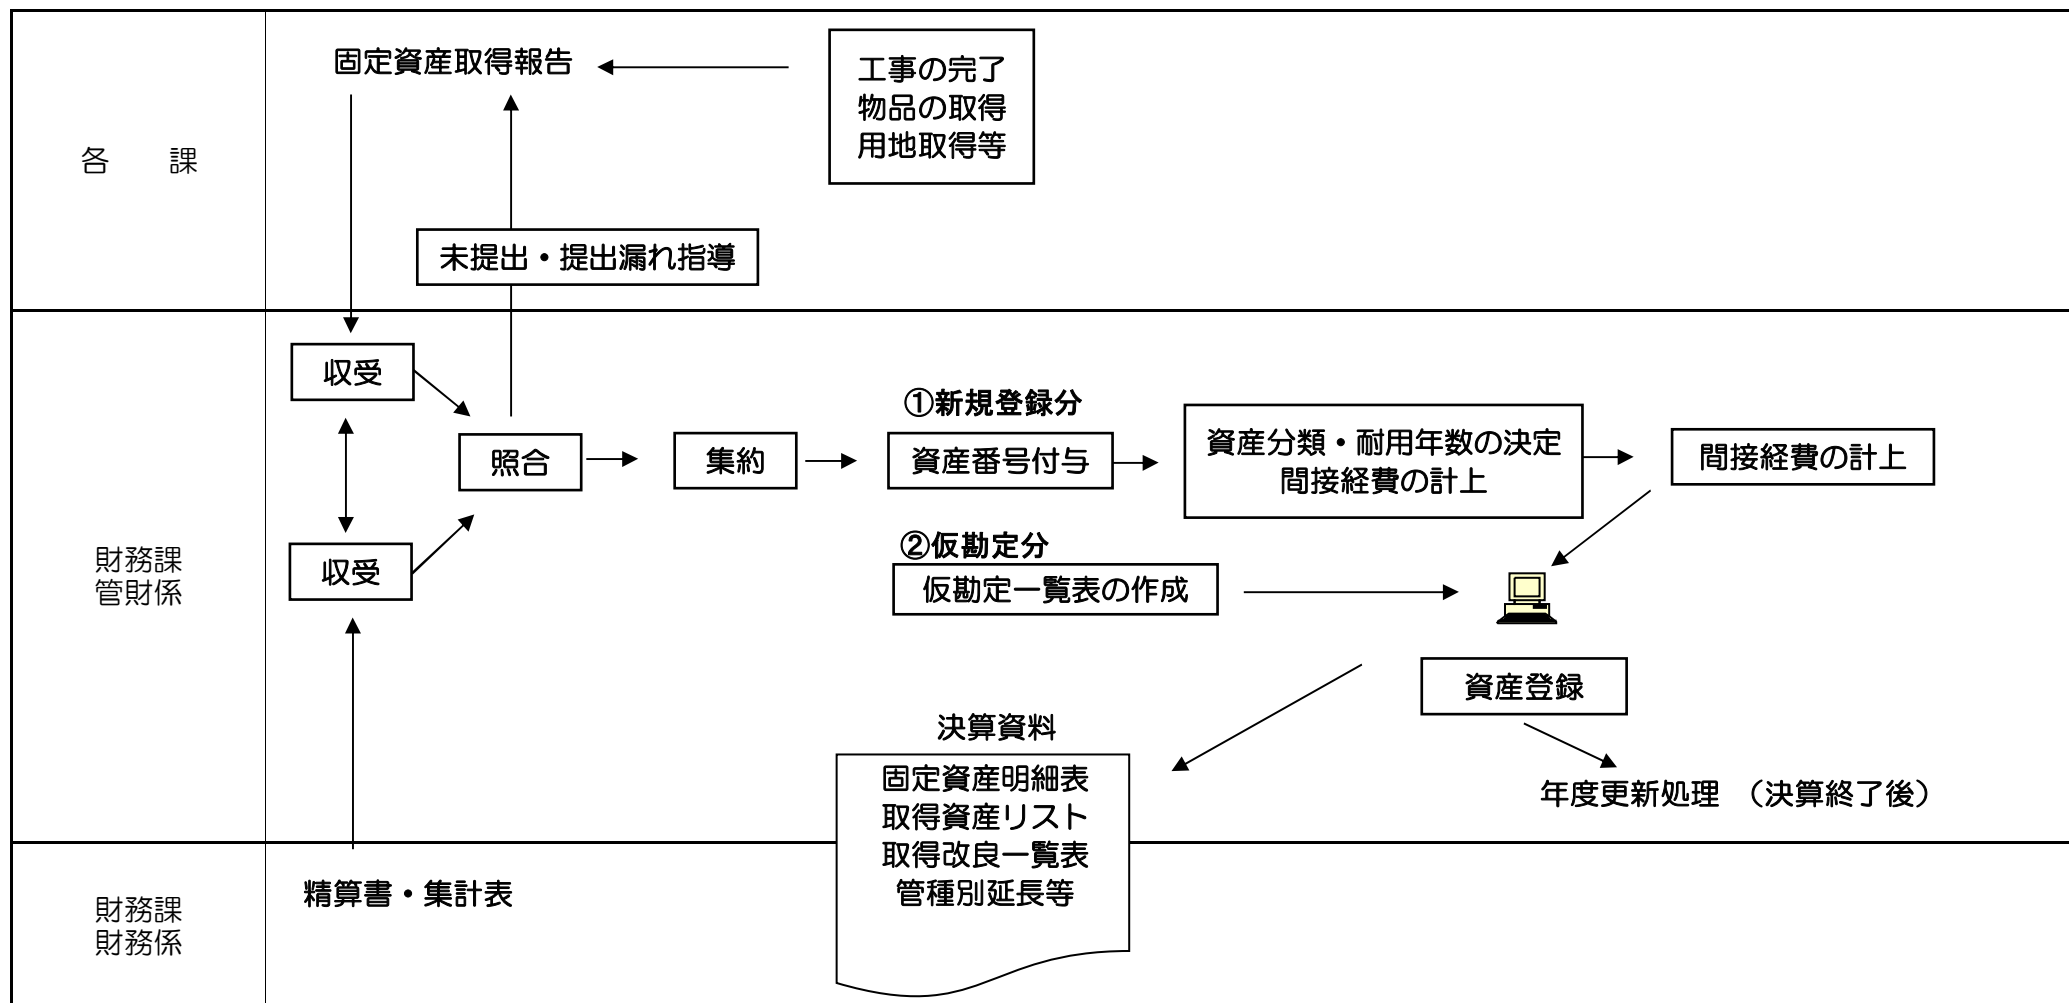 固定資産取得報告
工事の完了
物品の取得
用地取得等
各　　課
未提出・提出漏れ指導
収受
①新規登録分
照合
集約
資産番号付与
資産分類・耐用年数の決定
間接経費の計上
間接経費の計上
②仮勘定分
収受
仮勘定一覧表の作成
財務課
管財係
資産登録
決算資料
固定資産明細表
取得資産リスト
取得改良一覧表
管種別延長等
年度更新処理　（決算終了後）
精算書・集計表
財務課
財務係